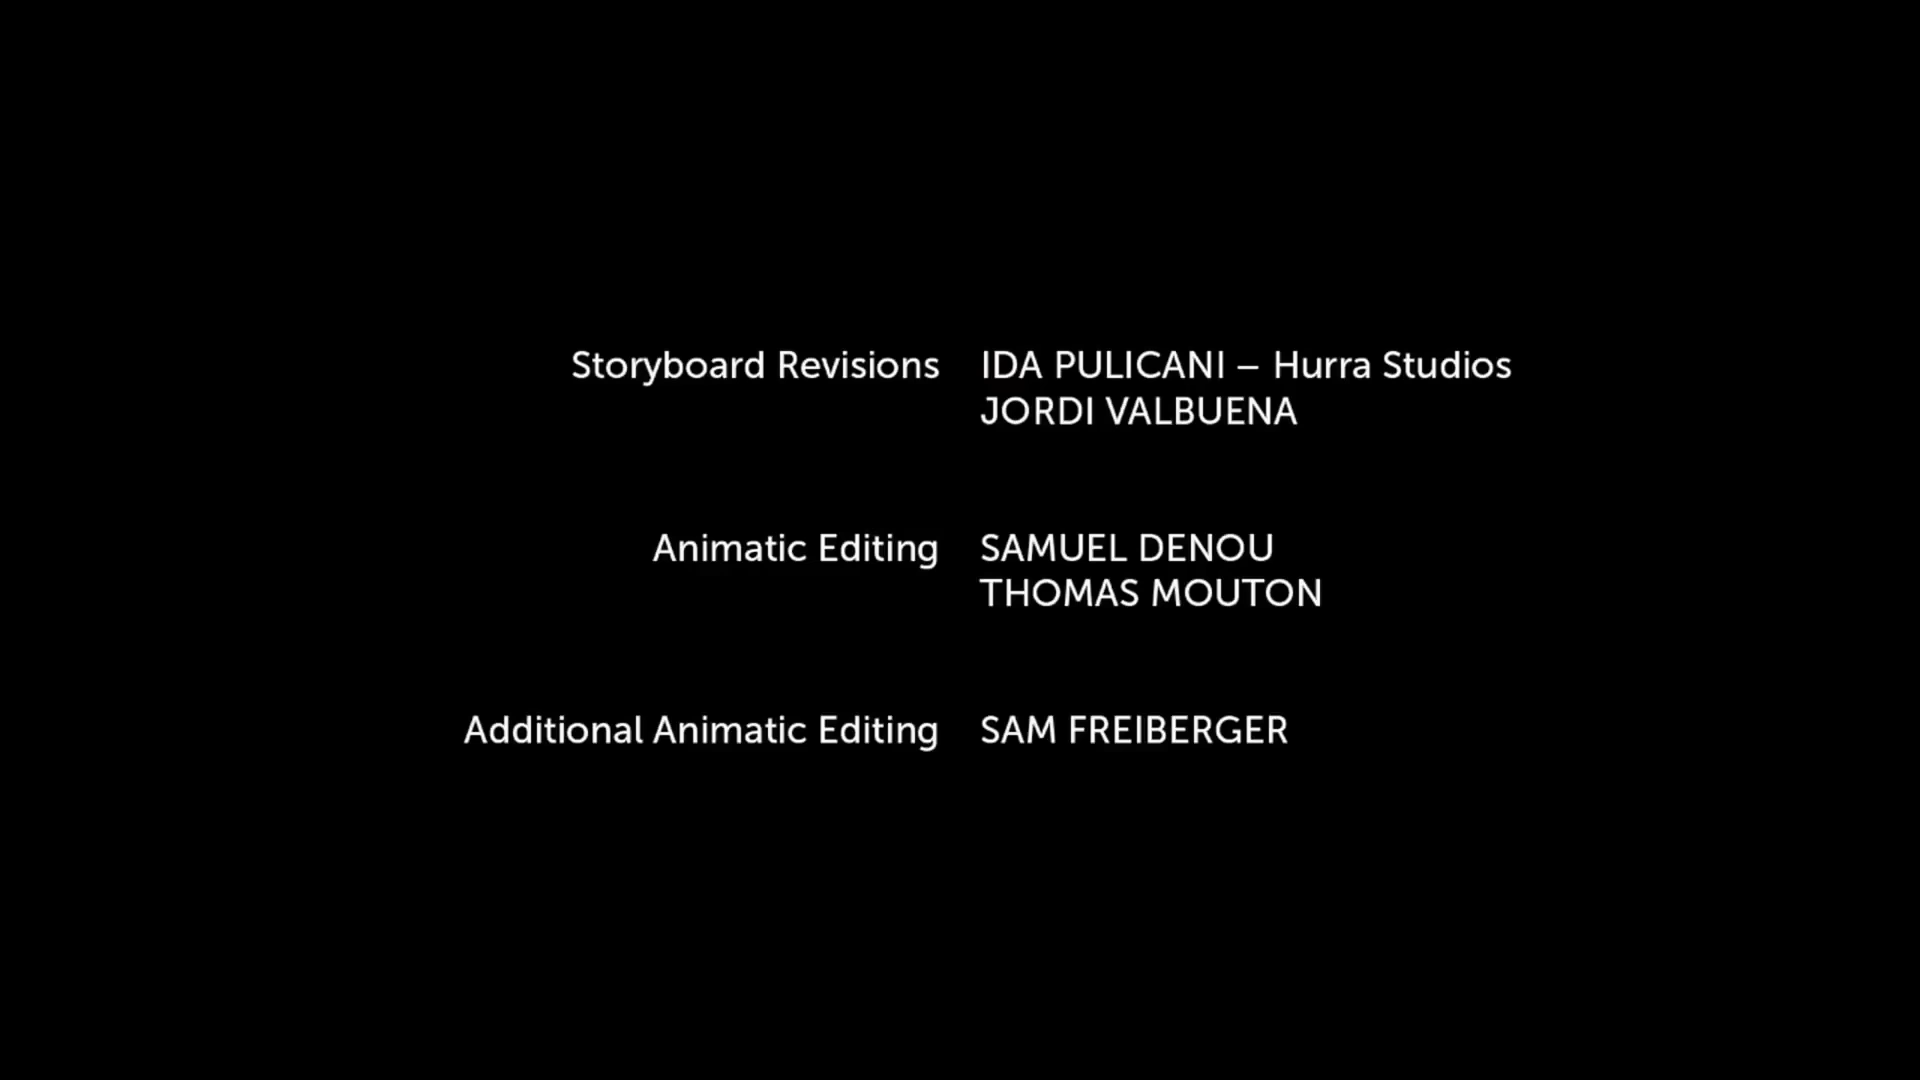 Storyboard Revisions IDA PULICANI – Hurra Studios
JORDI VALBUENA
Animatic Editing SAMUEL DENOU
THOMAS MOUTON
Additional Animatic Editing SAM FREIBERGER